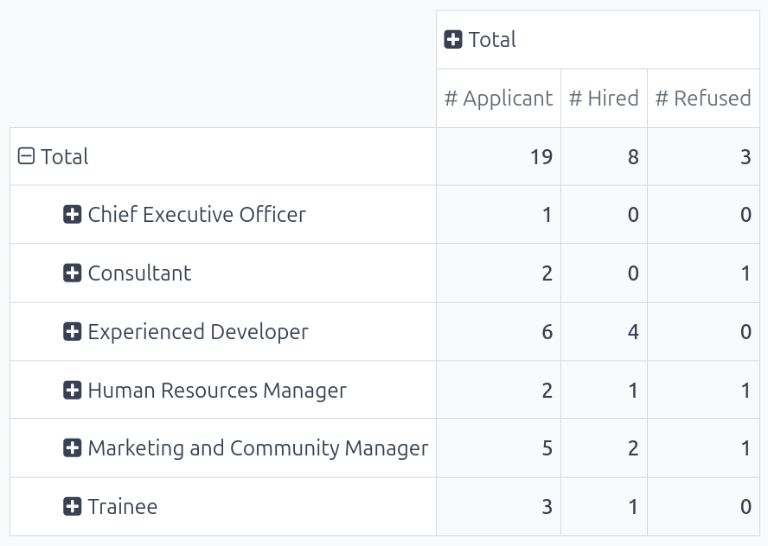 Total
# Applicant # Hired # Refused
Total 19 8 3
Chief Executive Officer 1 0 0
Consultant 2 0 1
Experienced Developer 6 4 0
Human Resources Manager 2 1 1
Marketing and Community Manager 5 2 1
Trainee 3 1 0